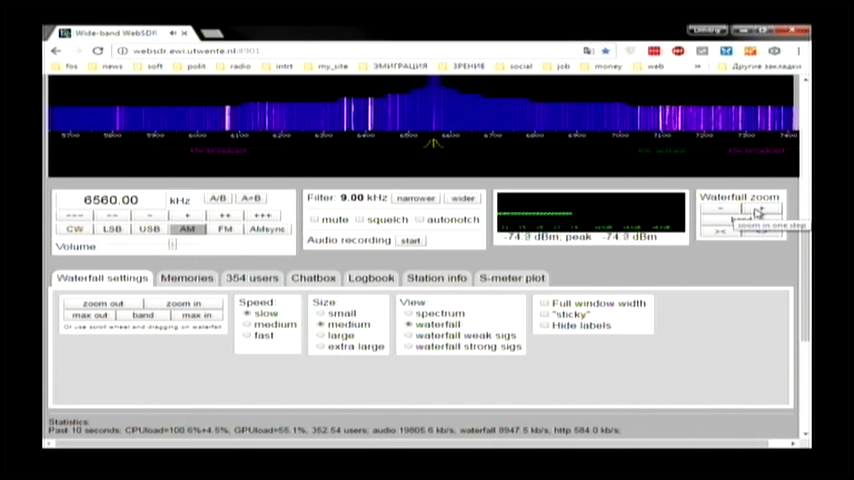 Wide-band WebSDR
Dmitriy
websdr.ewi.utwente.nl:8901
fos news soft polit radio intrt my_site ЭМИГРАЦИЯ ЗРЕНИЕ social job money web » Другие закладки
5700 5800 5900 6000 6100 6200 6300 6400 6500 6600 6700 6800 6900 7000 7100 7200 7300 7400
6560.00 kHz A/B A=B
--- -- - + ++ +++
CW LSB USB AM FM AMsync
Volume
Filter: 9.00 kHz narrower wider
mute squelch autonotch
Audio recording start
-74.9 dBm; peak -74.9 dBm
Waterfall zoom
- +
zoom in one step
>< <>
Waterfall settings Memories 354 users Chatbox Logbook Station info S-meter plot
zoom out zoom in
max out band max in
Or use scroll wheel and dragging on waterfall
Speed:
slow
medium
fast
Size:
small
medium
large
extra large
View
spectrum
waterfall
waterfall weak sigs
waterfall strong sigs
Full window width
"sticky"
Hide labels
Statistics:
Past 10 seconds: CPUload=100.6%+4.5%, GPUload=55.1%, 352.54 users; audio 19805.6 kb/s, waterfall 8947.5 kb/s, http 584.0 kb/s;